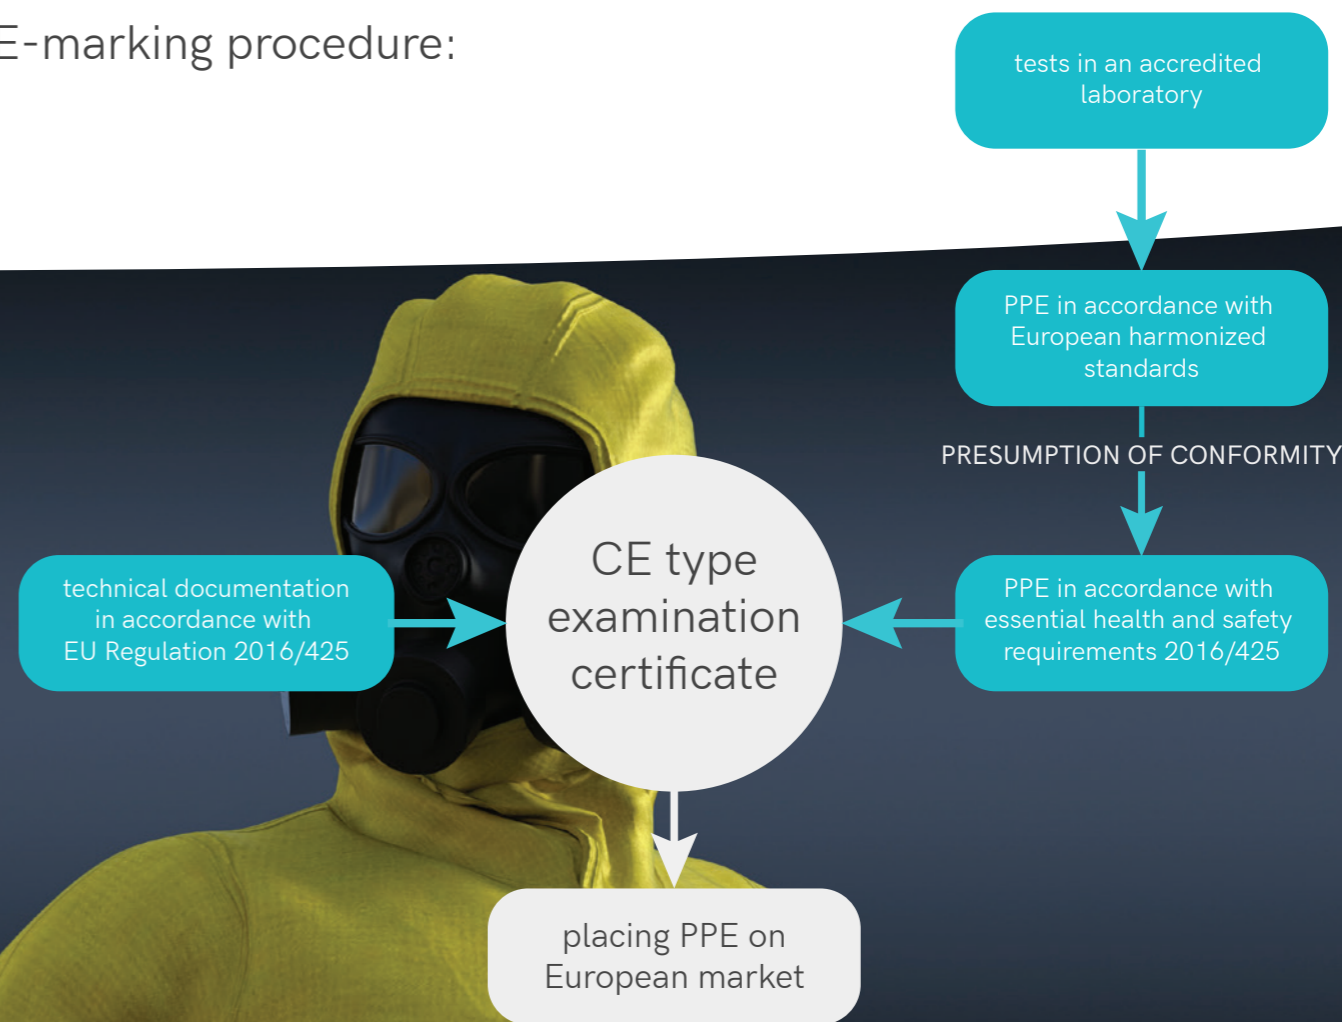 E-marking procedure:
tests in an accredited
laboratory
PPE in accordance with
European harmonized
standards
PRESUMPTION OF CONFORMITY
technical documentation
in accordance with
EU Regulation 2016/425
CE type
examination
certificate
PPE in accordance with
essential health and safety
requirements 2016/425
placing PPE on
European market